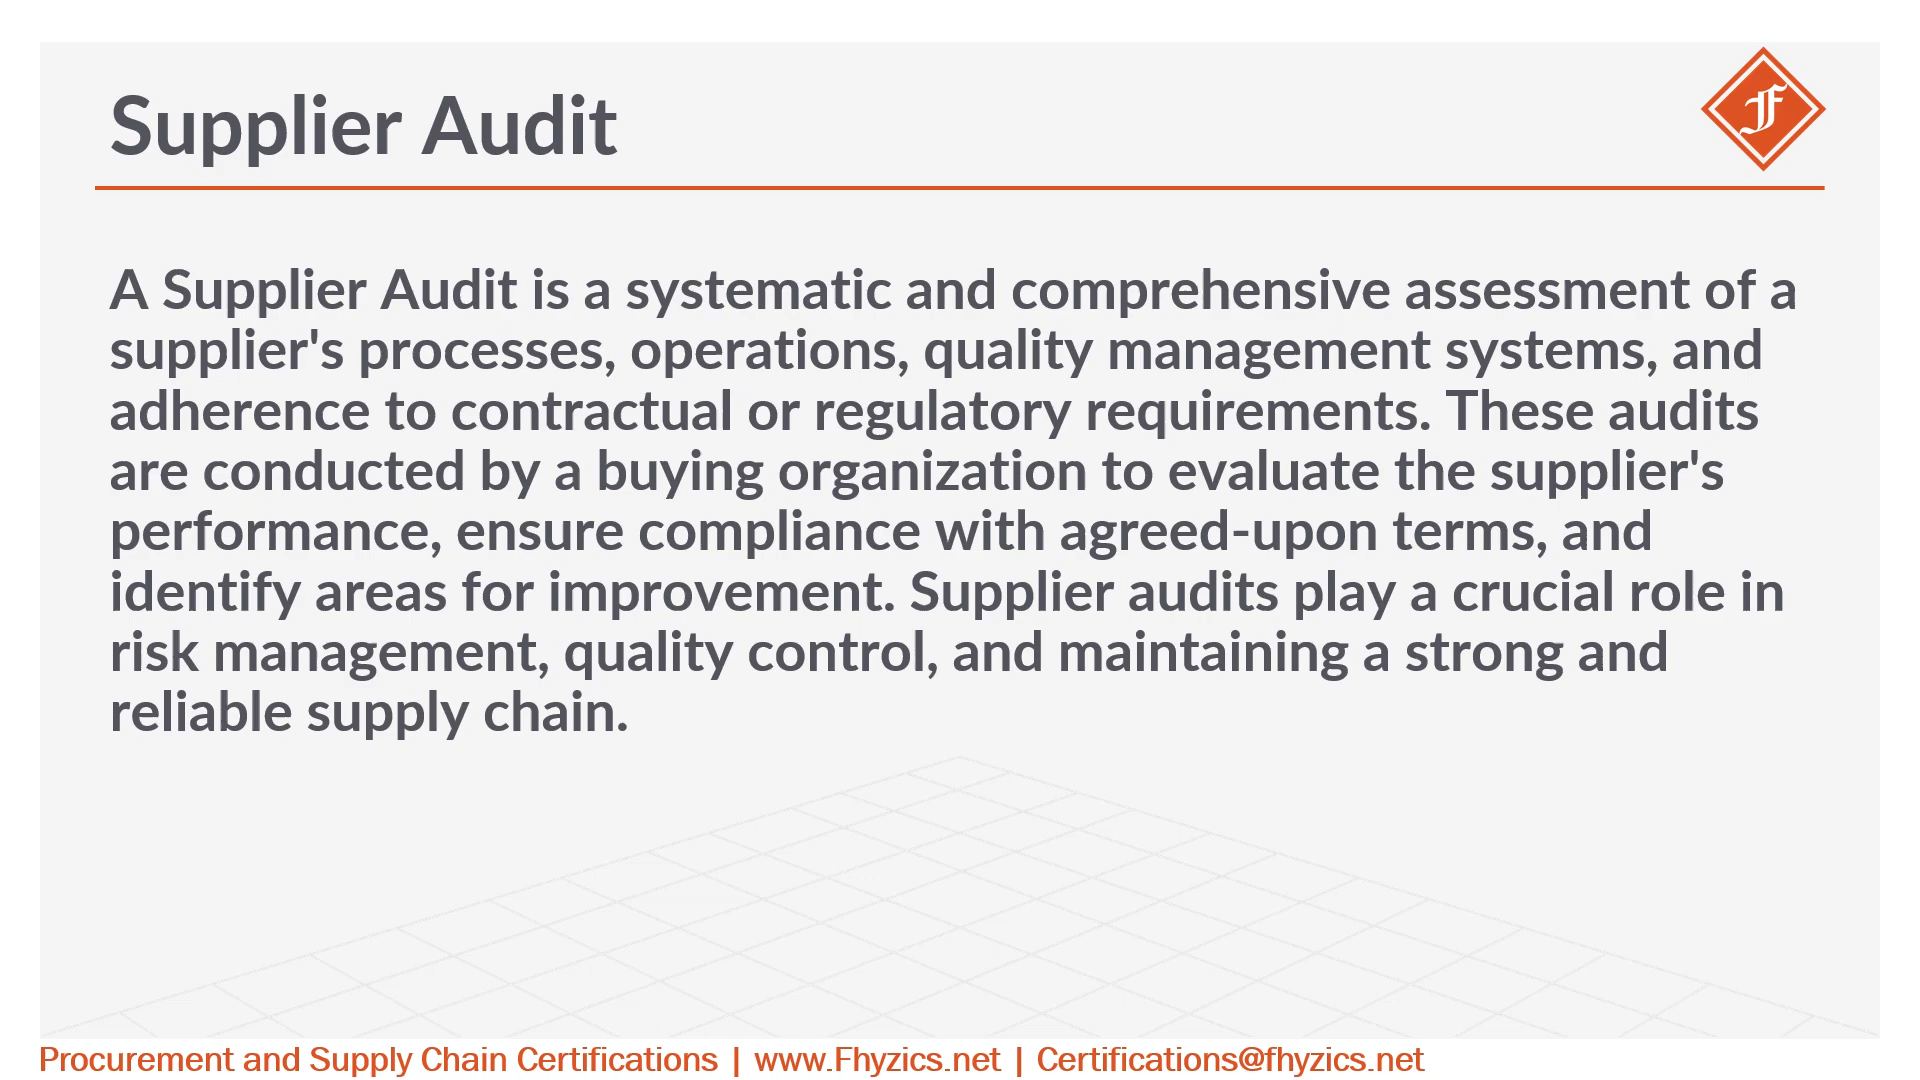 Supplier Audit
F
A Supplier Audit is a systematic and comprehensive assessment of a
supplier's processes, operations, quality management systems, and
adherence to contractual or regulatory requirements. These audits
are conducted by a buying organization to evaluate the supplier's
performance, ensure compliance with agreed-upon terms, and
identify areas for improvement. Supplier audits play a crucial role in
risk management, quality control, and maintaining a strong and
reliable supply chain.
Procurement and Supply Chain Certifications | www.Fhyzics.net | Certifications@fhyzics.net